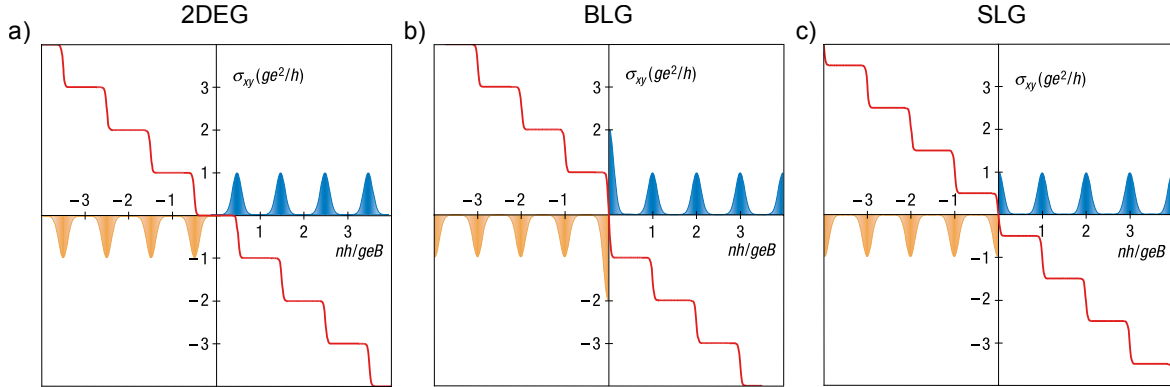 2DEG
a)
σxy(ge²/h)
3
2
1
−3 −2 −1
1 2 3
nh/geB
−1
−2
−3
BLG
b)
σxy(ge²/h)
3
2
1
−3 −2 −1
1 2 3
nh/geB
−1
−2
−3
SLG
c)
σxy(ge²/h)
3
2
1
−3 −2 −1
1 2 3
nh/geB
−1
−2
−3